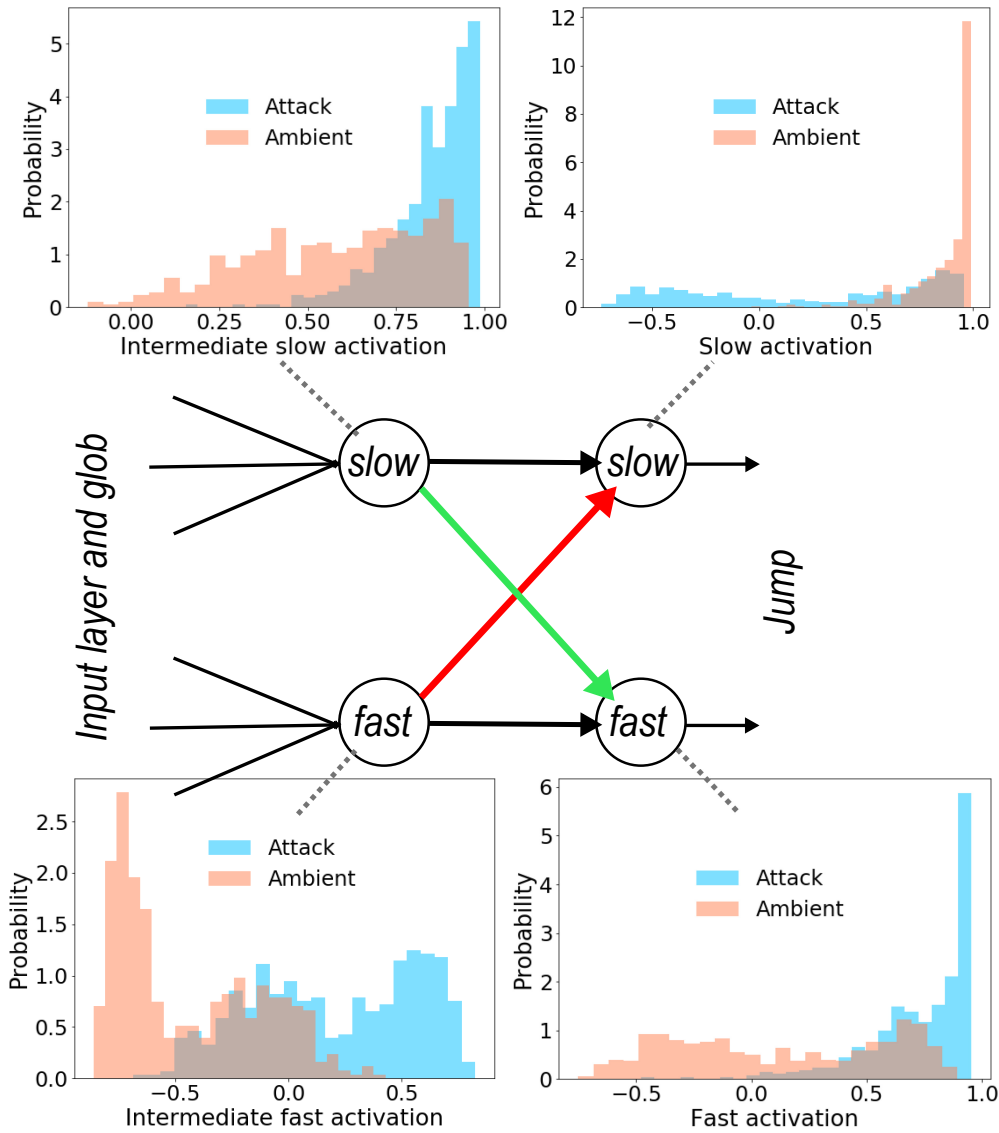 Probability
5
4
3
2
1
0
Attack
Ambient
0.00 0.25 0.50 0.75 1.00
Intermediate slow activation
Probability
12
10
8
6
4
2
0
Attack
Ambient
−0.5 0.0 0.5 1.0
Slow activation
Input layer and glob
slow
slow
fast
fast
Jump
Probability
2.5
2.0
1.5
1.0
0.5
0.0
Attack
Ambient
−0.5 0.0 0.5
Intermediate fast activation
Probability
6
5
4
3
2
1
0
Attack
Ambient
−0.5 0.0 0.5 1.0
Fast activation